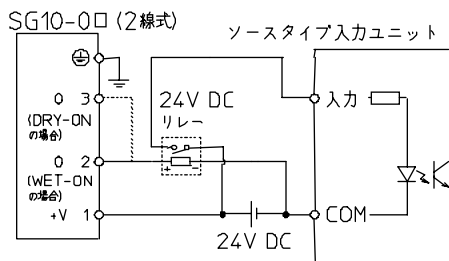 SG10-0口 (2線式)
ソースタイプ入力ユニット
O 3
(DRY-ON
の場合)
24V DC
リレー
入力
O 2
(WET-ON
の場合)
+ -
+V 1
COM
24V DC